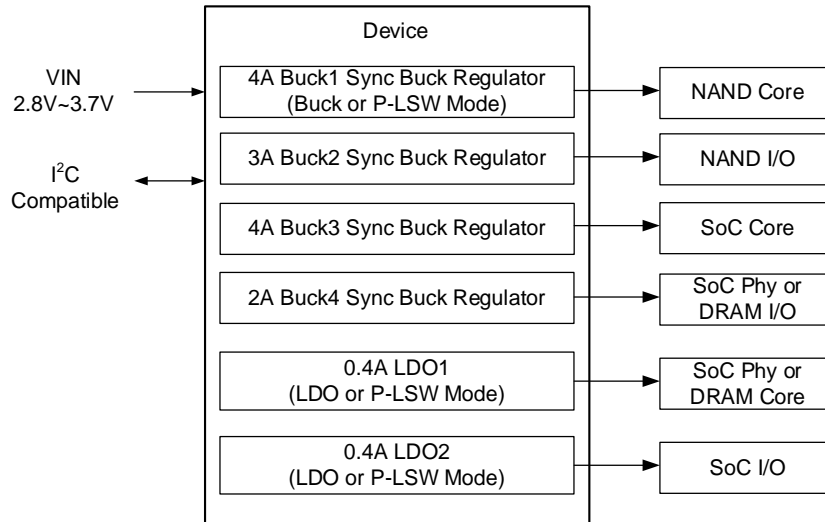 Device
VIN
2.8V~3.7V
I²C
Compatible
4A Buck1 Sync Buck Regulator
(Buck or P-LSW Mode)
NAND Core
3A Buck2 Sync Buck Regulator
NAND I/O
4A Buck3 Sync Buck Regulator
SoC Core
2A Buck4 Sync Buck Regulator
SoC Phy or
DRAM I/O
0.4A LDO1
(LDO or P-LSW Mode)
SoC Phy or
DRAM Core
0.4A LDO2
(LDO or P-LSW Mode)
SoC I/O